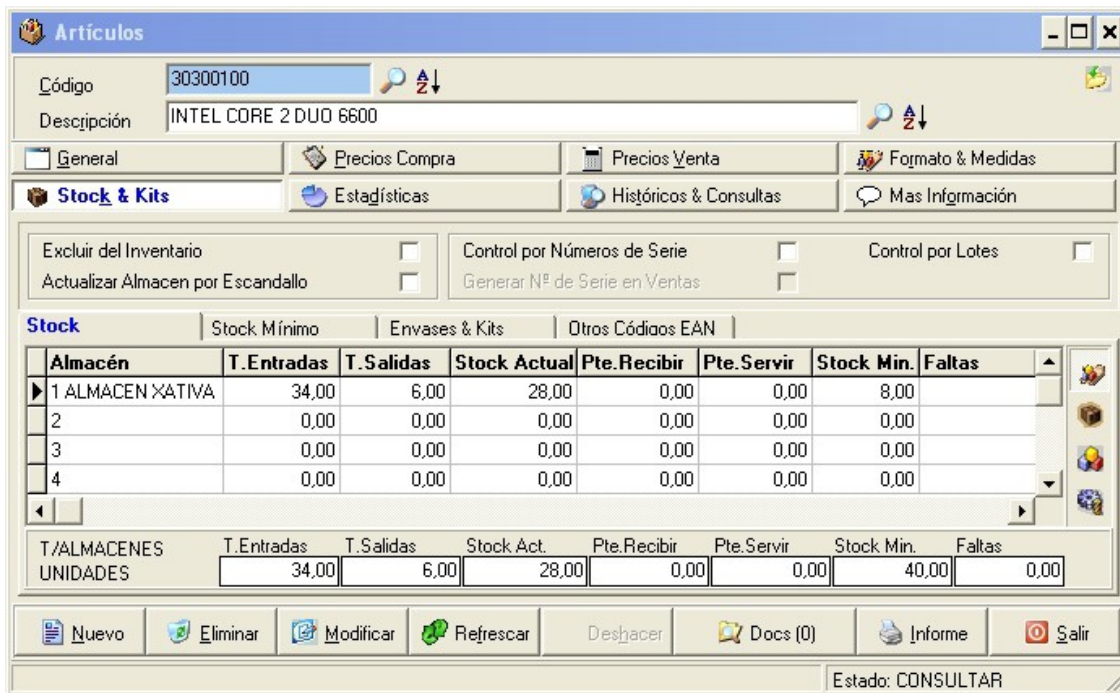 Artículos
Código 30300100
Descripción INTEL CORE 2 DUO 6600
General Precios Compra Precios Venta Formato & Medidas
Stock & Kits Estadísticas Históricos & Consultas Mas Información
Excluir del Inventario Control por Números de Serie Control por Lotes
Actualizar Almacen por Escandallo Generar Nº de Serie en Ventas
Stock Stock Mínimo Envases & Kits Otros Códigos EAN
Almacén T.Entradas T.Salidas Stock Actual Pte.Recibir Pte.Servir Stock Min. Faltas
1 ALMACEN XATIVA 34,00 6,00 28,00 0,00 0,00 8,00
2 0,00 0,00 0,00 0,00 0,00 0,00
3 0,00 0,00 0,00 0,00 0,00 0,00
4 0,00 0,00 0,00 0,00 0,00 0,00
T/ALMACENES T.Entradas T.Salidas Stock Act. Pte.Recibir Pte.Servir Stock Min. Faltas
UNIDADES 34,00 6,00 28,00 0,00 0,00 40,00 0,00
Nuevo Eliminar Modificar Refrescar Deshacer Docs (0) Informe Salir
Estado: CONSULTAR